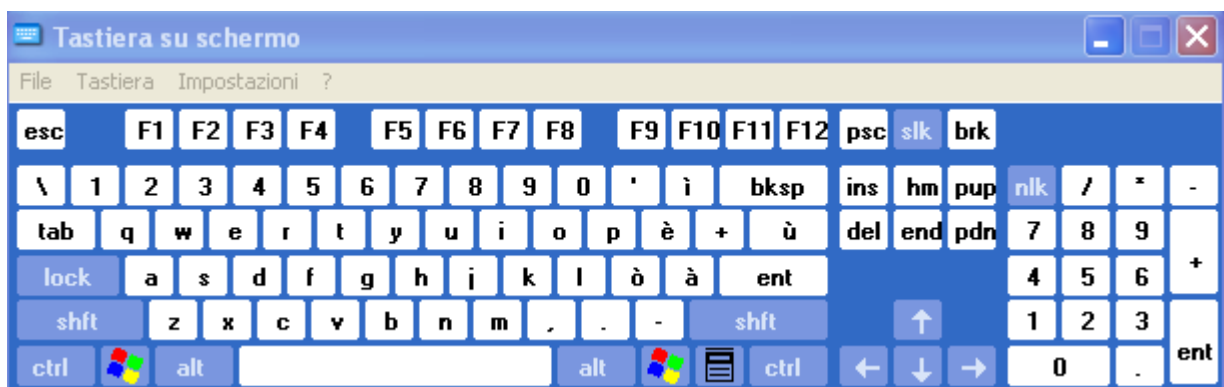 Tastiera su schermo
File Tastiera Impostazioni ?
esc F1 F2 F3 F4 F5 F6 F7 F8 F9 F10 F11 F12 psc slk brk
\ 1 2 3 4 5 6 7 8 9 0 ' ì bksp ins hm pup nlk / * -
tab q w e r t y u i o p è + ù del end pdn 7 8 9
lock a s d f g h j k l ò à ent 4 5 6 +
shft z x c v b n m , . - shft ↑ 1 2 3
ctrl alt alt ctrl ← ↓ → 0 . ent